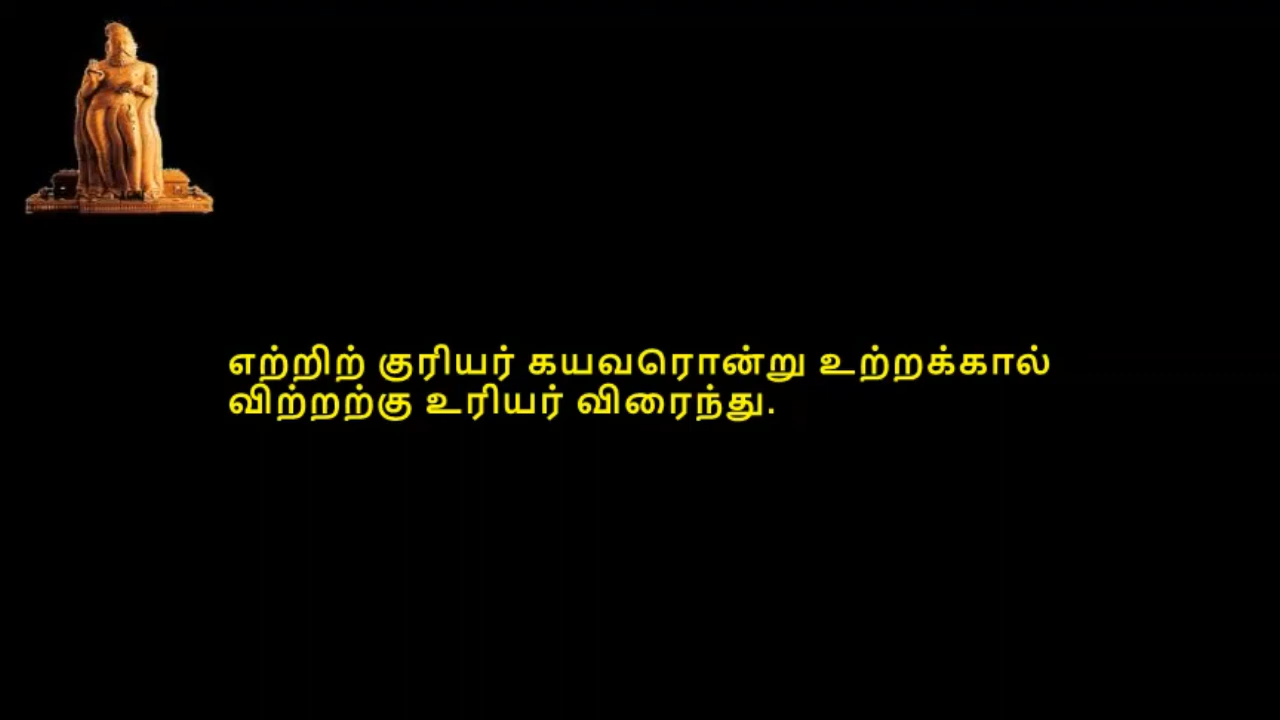 எற்றிற் குரியர் கயவரொன்று உற்றக்கால்
விற்றற்கு உரியர் விரைந்து.